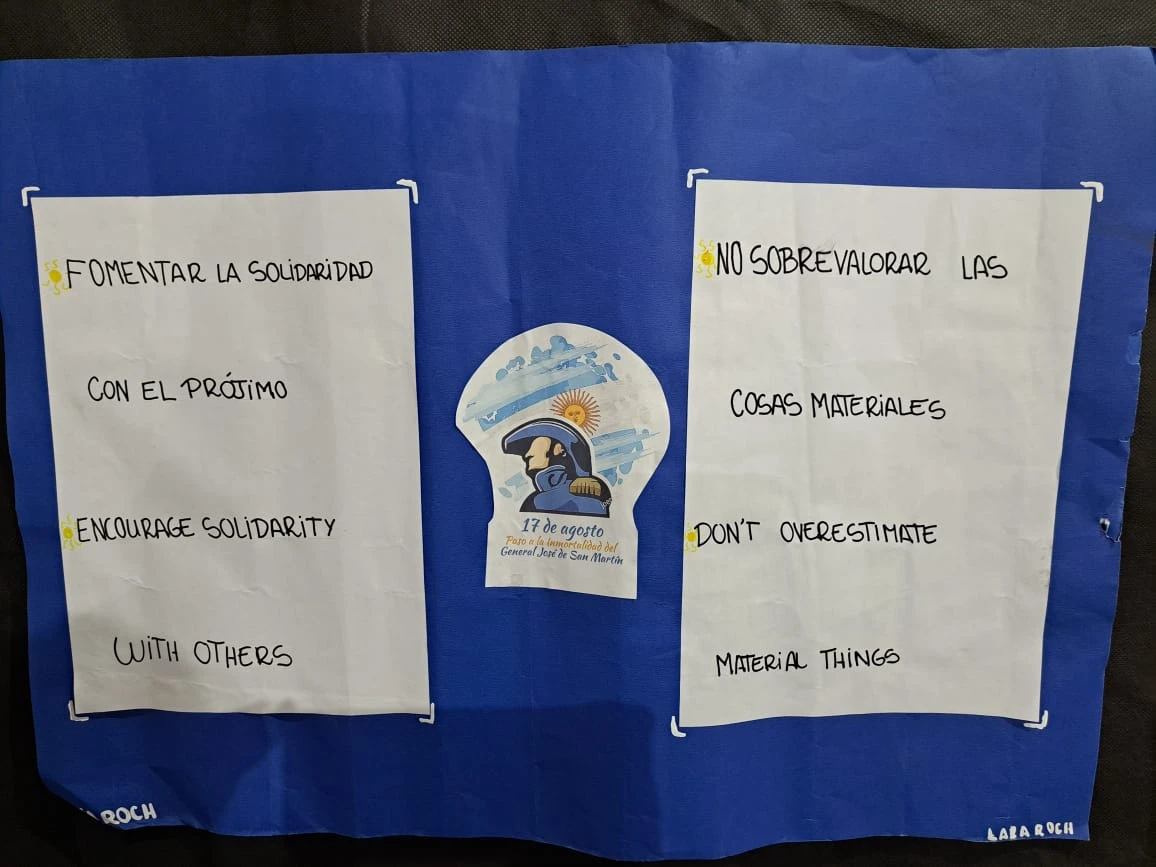 FOMENTAR LA SOLIDARIDAD
CON EL PRÓJIMO
ENCOURAGE SOLIDARITY
WITH OTHERS
17 de agosto
Paso a la inmortalidad del
General José de San Martín
NO SOBREVALORAR LAS
COSAS MATERIALES
DON'T OVERESTIMATE
MATERIAL THINGS
ROCH
LARA ROCH